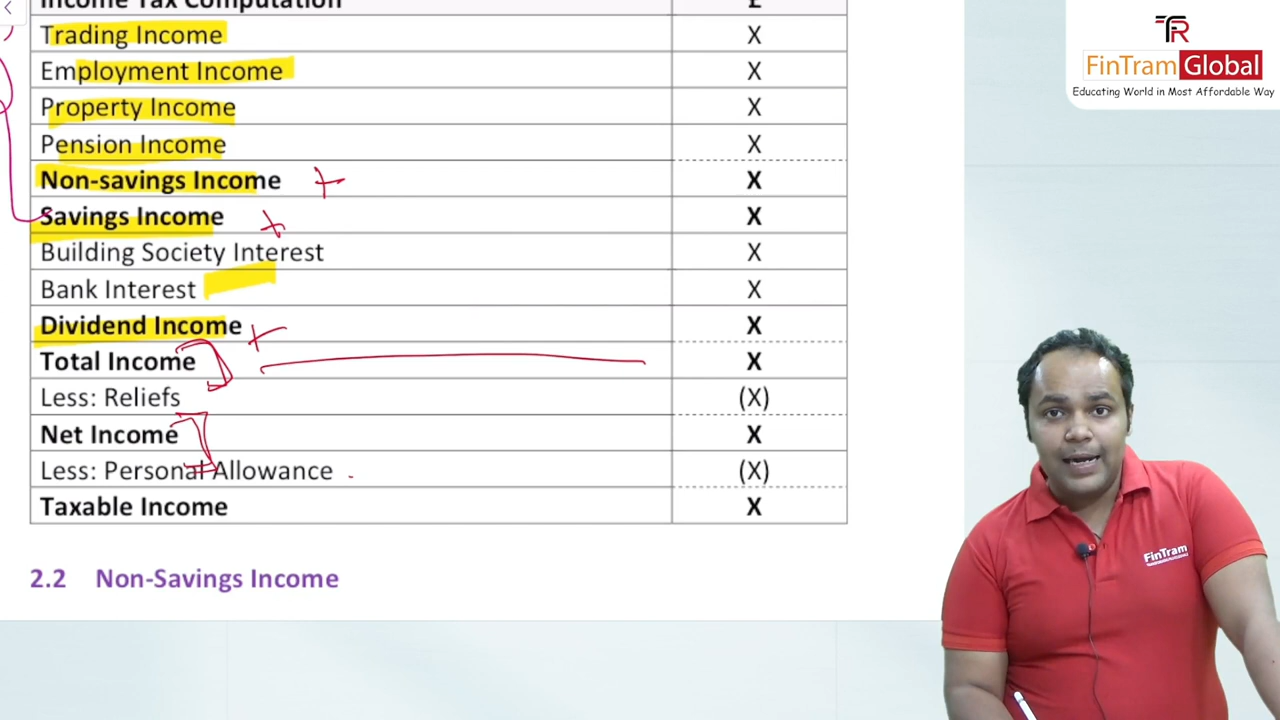 Income Tax Computation £
Trading Income X
Employment Income X
Property Income X
Pension Income X
Non-savings Income X
Savings Income X
Building Society Interest X
Bank Interest X
Dividend Income X
Total Income X
Less: Reliefs (X)
Net Income X
Less: Personal Allowance (X)
Taxable Income X
2.2 Non-Savings Income
FinTram Global
Educating World in Most Affordable Way
FinTram